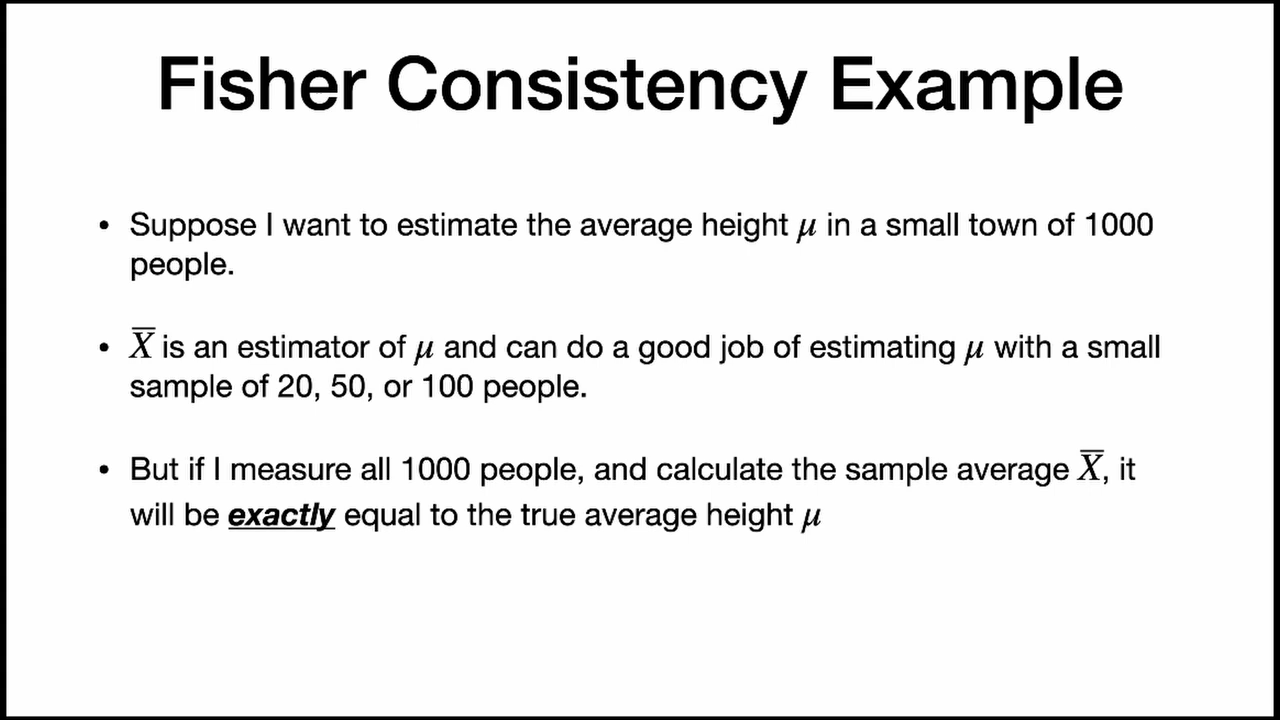 Fisher Consistency Example
• Suppose I want to estimate the average height μ in a small town of 1000
people.
• X̅ is an estimator of μ and can do a good job of estimating μ with a small
sample of 20, 50, or 100 people.
• But if I measure all 1000 people, and calculate the sample average X̅, it
will be exactly equal to the true average height μ